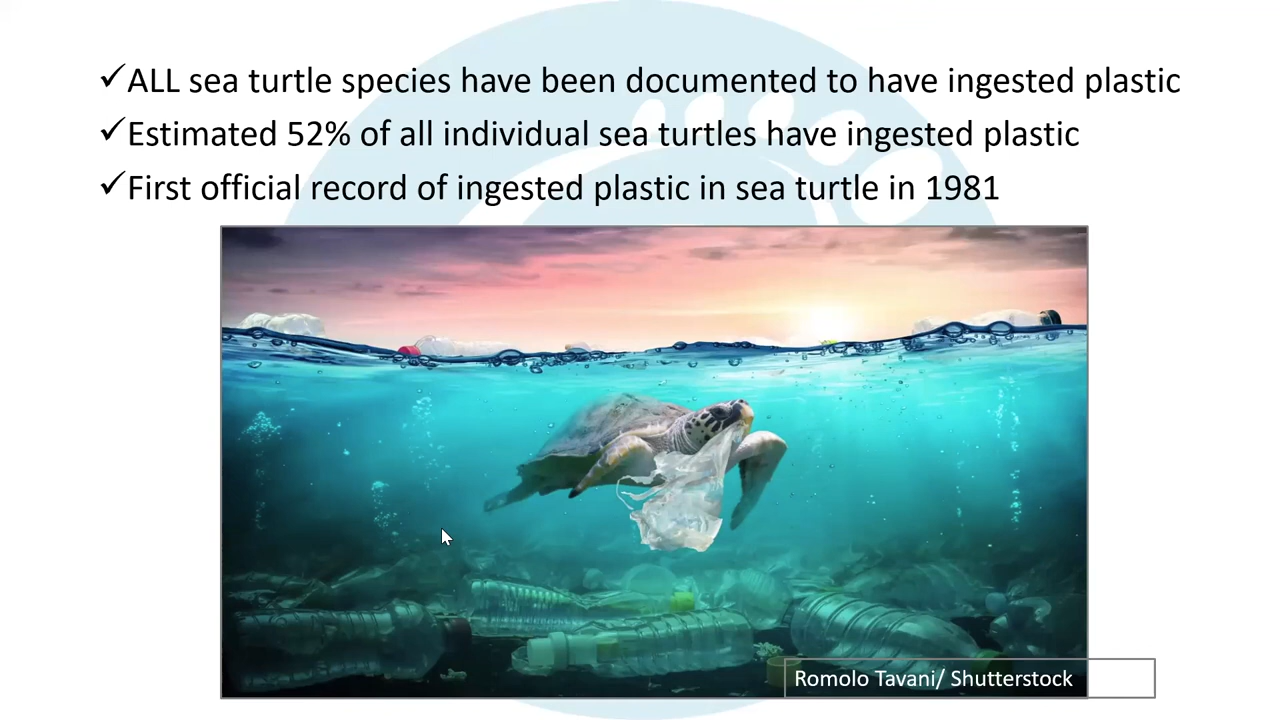 ✓ALL sea turtle species have been documented to have ingested plastic
✓Estimated 52% of all individual sea turtles have ingested plastic
✓First official record of ingested plastic in sea turtle in 1981
Romolo Tavani/ Shutterstock